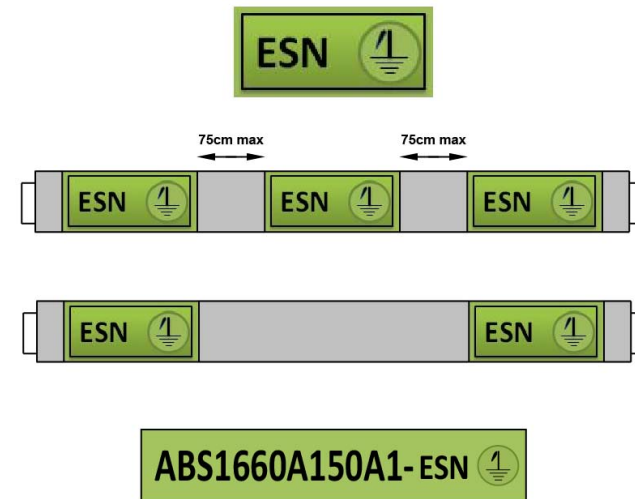 ESN
75cm max 75cm max
ESN ESN ESN
ESN ESN
ABS1660A150A1-ESN